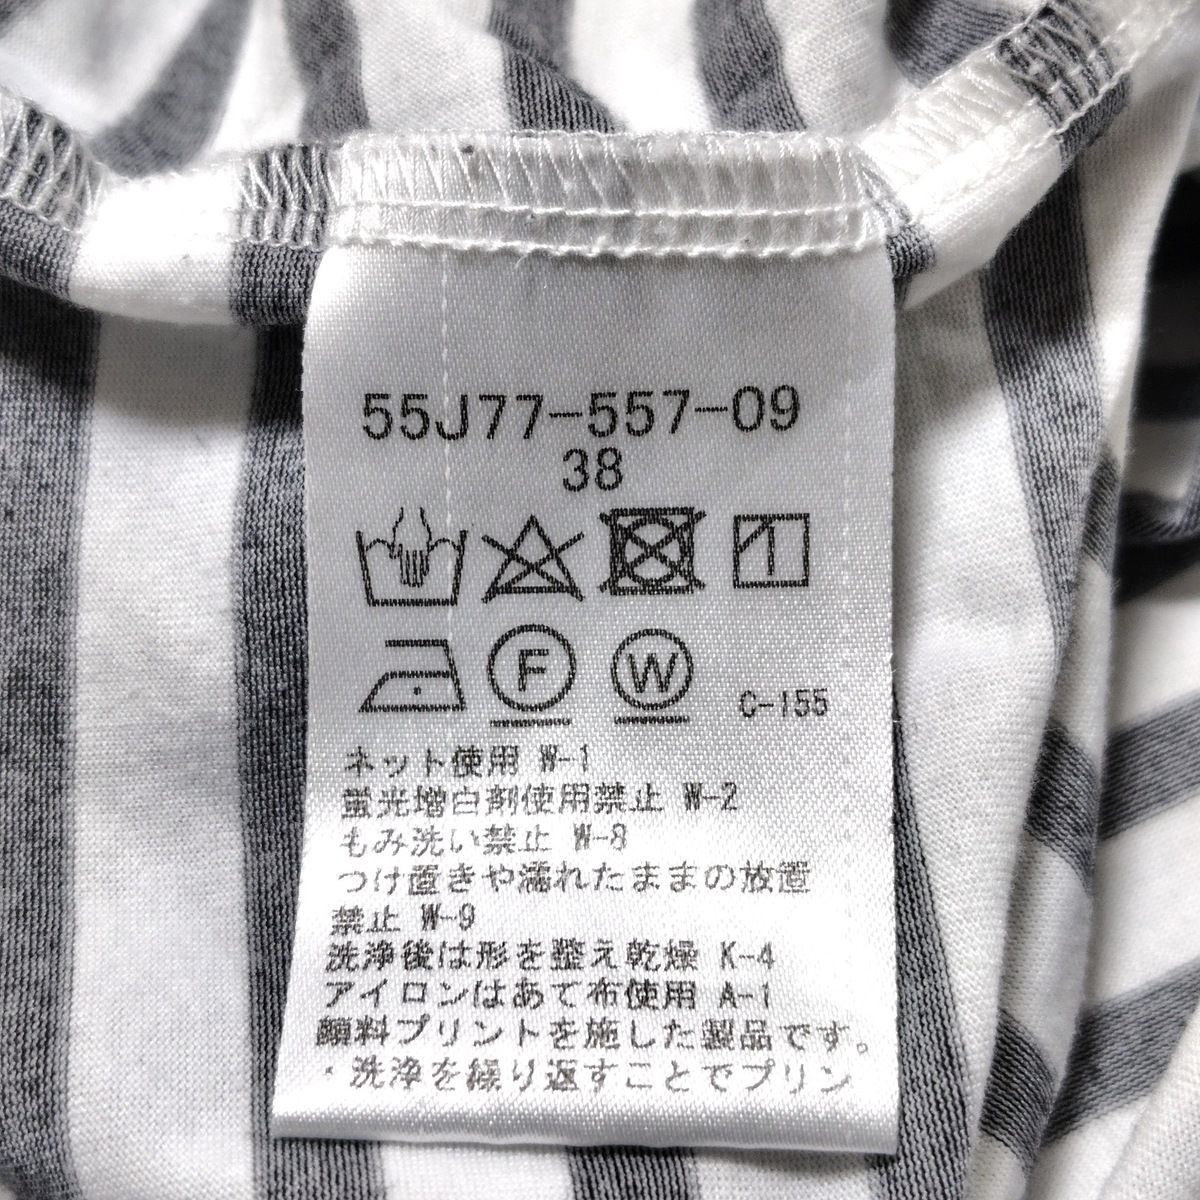 55J77-557-09
38
F W C-155
ネット使用 W-1
蛍光増白剤使用禁止 W-2
もみ洗い禁止 W-8
つけ置きや濡れたままの放置
禁止 W-9
洗浄後は形を整え乾燥 K-4
アイロンはあて布使用 A-1
顔料プリントを施した製品です。
・洗浄を繰り返すことでプリン